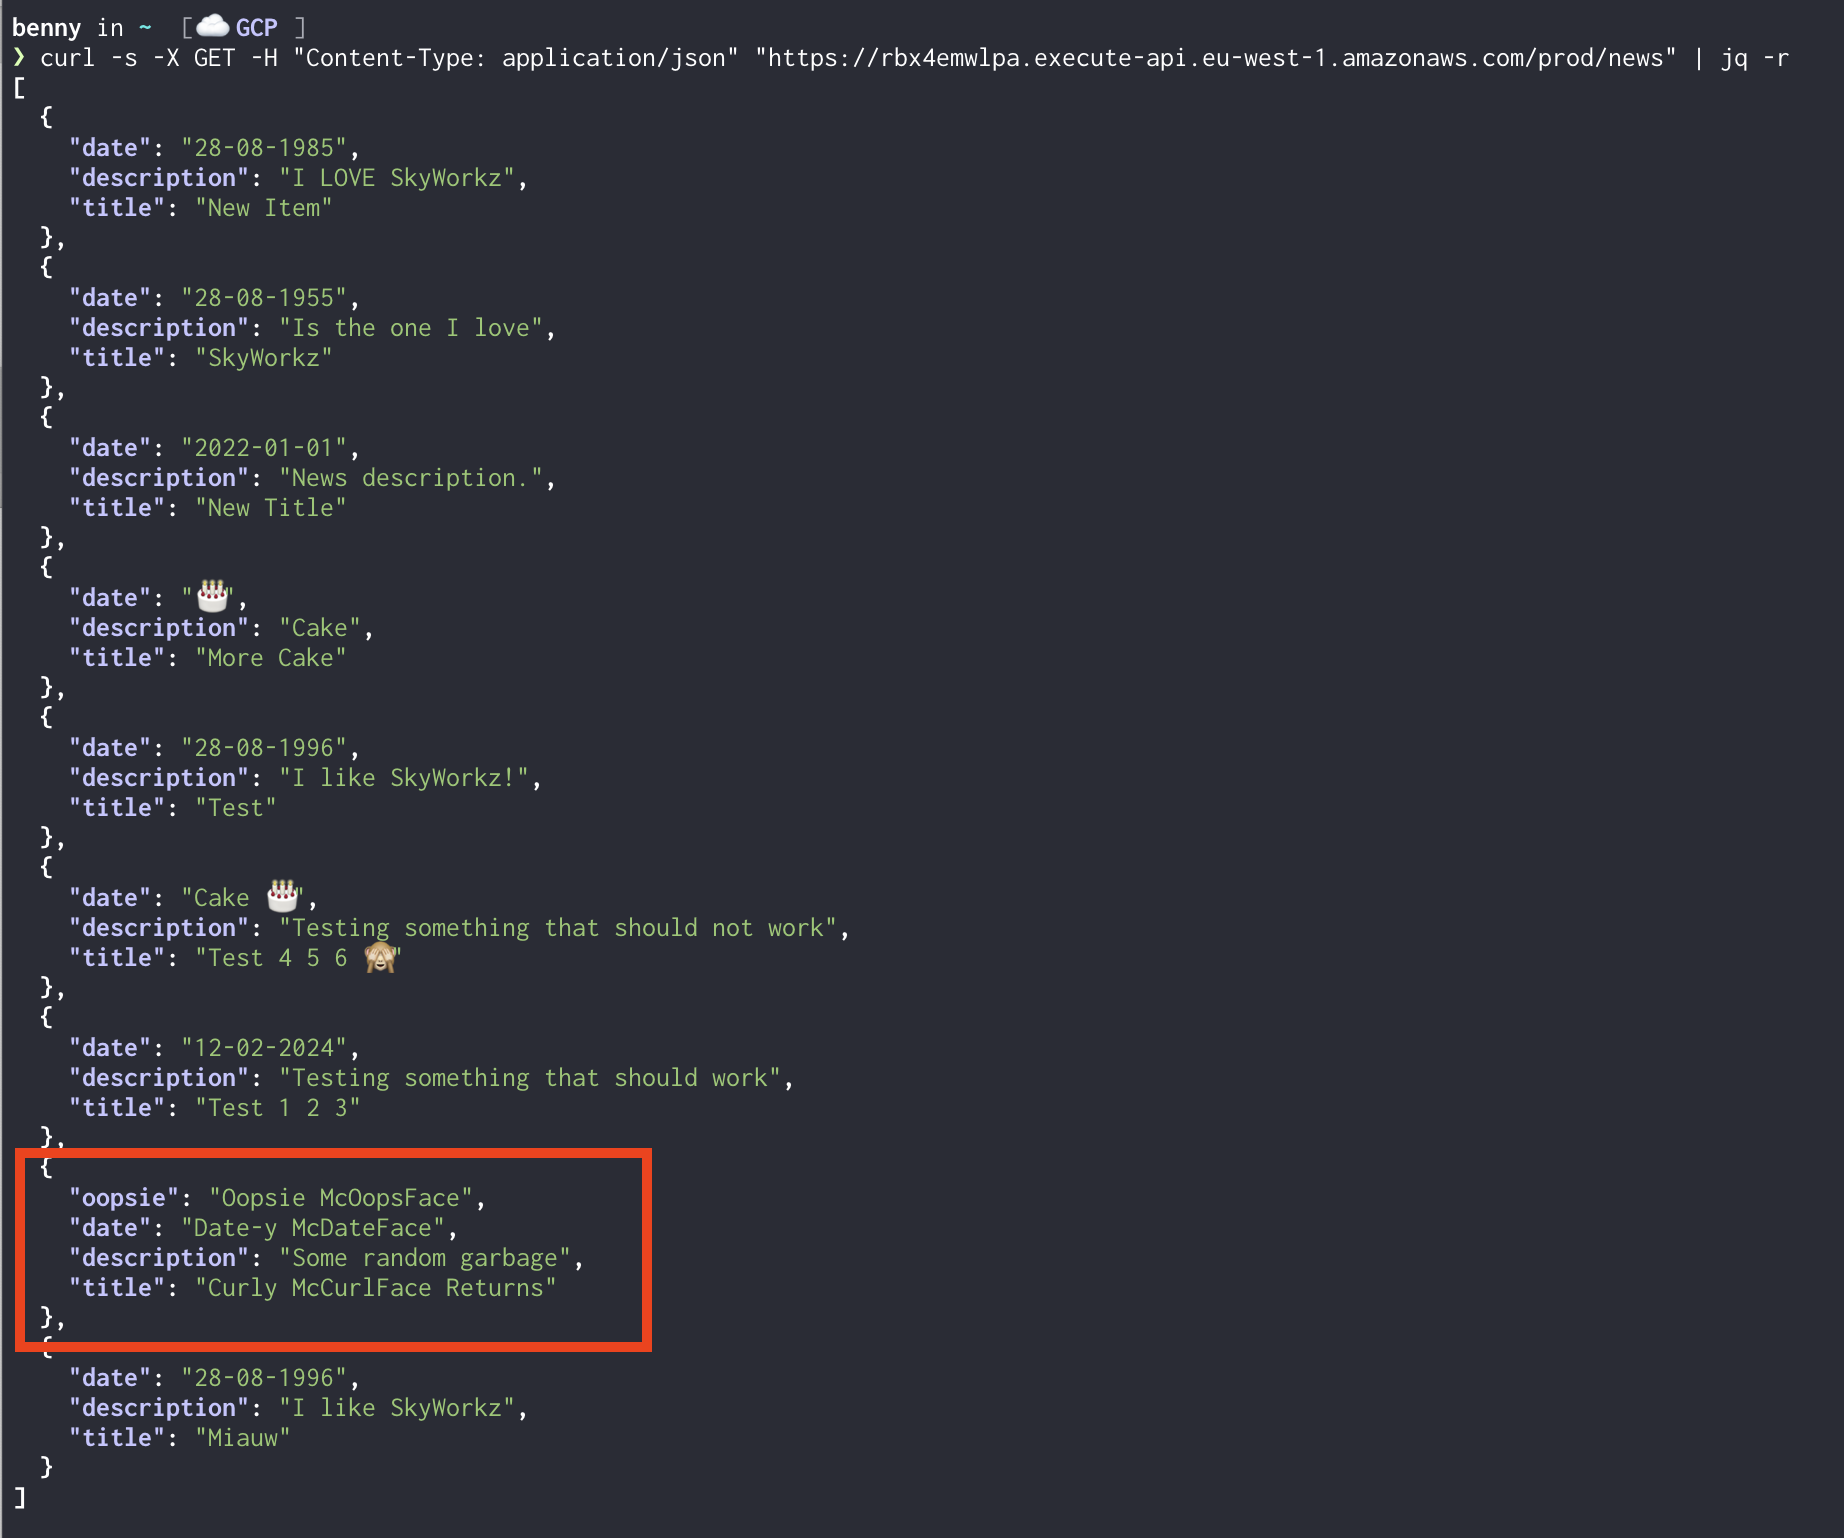 benny in ~ [☁️ GCP ]
❯ curl -s -X GET -H "Content-Type: application/json" "https://rbx4emwlpa.execute-api.eu-west-1.amazonaws.com/prod/news" | jq -r
[
  {
    "date": "28-08-1985",
    "description": "I LOVE SkyWorkz",
    "title": "New Item"
  },
  {
    "date": "28-08-1955",
    "description": "Is the one I love",
    "title": "SkyWorkz"
  },
  {
    "date": "2022-01-01",
    "description": "News description.",
    "title": "New Title"
  },
  {
    "date": "🎂",
    "description": "Cake",
    "title": "More Cake"
  },
  {
    "date": "28-08-1996",
    "description": "I like SkyWorkz!",
    "title": "Test"
  },
  {
    "date": "Cake 🎂",
    "description": "Testing something that should not work",
    "title": "Test 4 5 6 🙈"
  },
  {
    "date": "12-02-2024",
    "description": "Testing something that should work",
    "title": "Test 1 2 3"
  },
  {
    "oopsie": "Oopsie McOopsFace",
    "date": "Date-y McDateFace",
    "description": "Some random garbage",
    "title": "Curly McCurlFace Returns"
  },
  {
    "date": "28-08-1996",
    "description": "I like SkyWorkz",
    "title": "Miauw"
  }
]